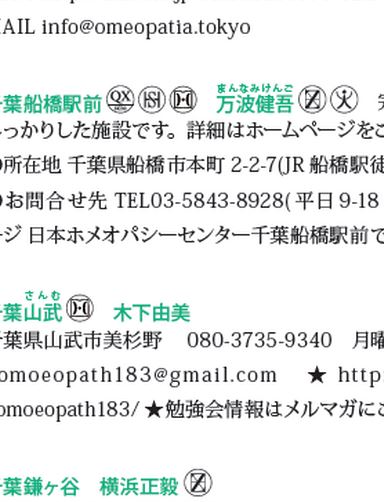 MAIL info@omeopatia.tokyo
千葉船橋駅前 まんなみけんご 万波健吾
しっかりした施設です。詳細はホームページをご
所在地 千葉県船橋市本町 2-2-7(JR 船橋駅徒
お問合せ先 TEL03-5843-8928( 平日 9-18
ージ 日本ホメオパシーセンター千葉船橋駅前で
さんむ
千葉山武 木下由美
千葉県山武市美杉野 080-3735-9340 月曜
omoeopath183@gmail.com ★ http
omoeopath183/ ★勉強会情報はメルマガにこ
千葉鎌ヶ谷 横浜正毅